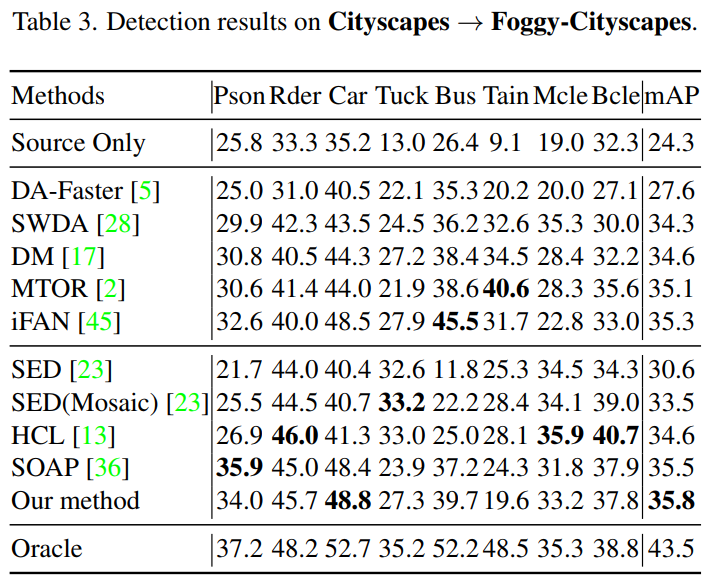 Table 3. Detection results on Cityscapes → Foggy-Cityscapes.
Methods Pson Rder Car Tuck Bus Tain Mcle Bcle mAP
Source Only 25.8 33.3 35.2 13.0 26.4 9.1 19.0 32.3 24.3
DA-Faster [5] 25.0 31.0 40.5 22.1 35.3 20.2 20.0 27.1 27.6
SWDA [28] 29.9 42.3 43.5 24.5 36.2 32.6 35.3 30.0 34.3
DM [17] 30.8 40.5 44.3 27.2 38.4 34.5 28.4 32.2 34.6
MTOR [2] 30.6 41.4 44.0 21.9 38.6 40.6 28.3 35.6 35.1
iFAN [45] 32.6 40.0 48.5 27.9 45.5 31.7 22.8 33.0 35.3
SED [23] 21.7 44.0 40.4 32.6 11.8 25.3 34.5 34.3 30.6
SED(Mosaic) [23] 25.5 44.5 40.7 33.2 22.2 28.4 34.1 39.0 33.5
HCL [13] 26.9 46.0 41.3 33.0 25.0 28.1 35.9 40.7 34.6
SOAP [36] 35.9 45.0 48.4 23.9 37.2 24.3 31.8 37.9 35.5
Our method 34.0 45.7 48.8 27.3 39.7 19.6 33.2 37.8 35.8
Oracle 37.2 48.2 52.7 35.2 52.2 48.5 35.3 38.8 43.5